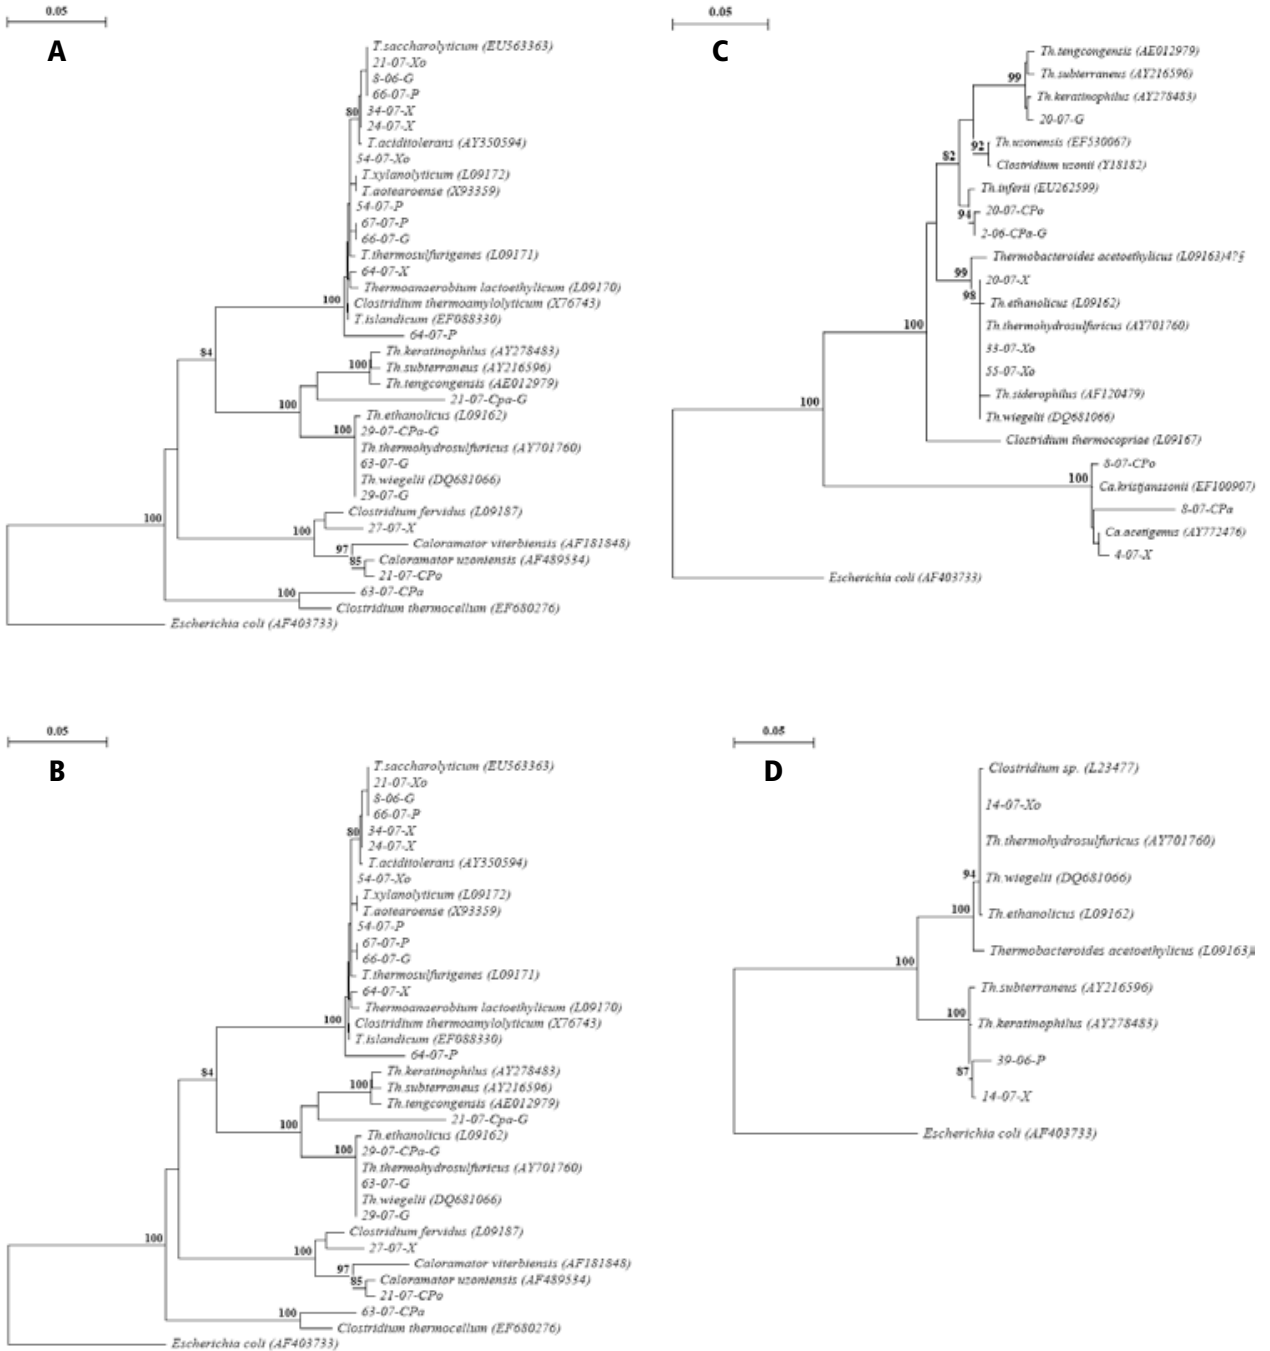 0.05
A
T.saccharolyticum (EU563363)
21-07-Xo
8-06-G
66-07-P
80
34-07-X
24-07-X
T.aciditolerans (AY350594)
54-07-Xo
T.xylanolyticum (L09172)
T.aotearoense (X93359)
54-07-P
67-07-P
66-07-G
T.thermosulfurigenes (L09171)
64-07-X
Thermoanaerobium lactoethylicum (L09170)
100
Clostridium thermoamylolyticum (X76743)
T.islandicum (EF088330)
64-07-P
84
Th.keratinophilus (AY278483)
100
Th.subterraneus (AY216596)
Th.tengcongensis (AE012979)
21-07-Cpa-G
100
Th.ethanolicus (L09162)
100
29-07-CPa-G
Th.thermohydrosulfuricus (AY701760)
63-07-G
Th.wiegelii (DQ681066)
29-07-G
Clostridium fervidus (L09187)
100
27-07-X
100
Caloramator viterbiensis (AF181848)
97
Caloramator uzoniensis (AF489534)
85
21-07-CPo
63-07-CPa
100
Clostridium thermocellum (EF680276)
Escherichia coli (AF403733)
0.05
C
Th.tengcongensis (AE012979)
99
Th.subterraneus (AY216596)
Th.keratinophilus (AY278483)
20-07-G
92
Th.uzonensis (EF530067)
82
Clostridium uzonii (Y18182)
Th.inferii (EU262599)
94
20-07-CPo
2-06-CPa-G
Thermobacteroides acetoethylicus (L09163)4?§
99
20-07-X
98
Th.ethanolicus (L09162)
100
Th.thermohydrosulfuricus (AY701760)
33-07-Xo
55-07-Xo
Th.siderophilus (AF120479)
100
Th.wiegelii (DQ681066)
Clostridium thermocopriae (L09167)
8-07-CPo
100
Ca.kristjanssonii (EF100907)
8-07-CPa
Ca.acetigenus (AY772476)
4-07-X
Escherichia coli (AF403733)
0.05
B
T.saccharolyticum (EU563363)
21-07-Xo
8-06-G
66-07-P
80
34-07-X
24-07-X
T.aciditolerans (AY350594)
54-07-Xo
T.xylanolyticum (L09172)
T.aotearoense (X93359)
54-07-P
67-07-P
66-07-G
T.thermosulfurigenes (L09171)
64-07-X
Thermoanaerobium lactoethylicum (L09170)
100
Clostridium thermoamylolyticum (X76743)
T.islandicum (EF088330)
64-07-P
84
Th.keratinophilus (AY278483)
100
Th.subterraneus (AY216596)
Th.tengcongensis (AE012979)
21-07-Cpa-G
100
Th.ethanolicus (L09162)
100
29-07-CPa-G
Th.thermohydrosulfuricus (AY701760)
63-07-G
Th.wiegelii (DQ681066)
29-07-G
Clostridium fervidus (L09187)
100
27-07-X
100
Caloramator viterbiensis (AF181848)
97
Caloramator uzoniensis (AF489534)
85
21-07-CPo
63-07-CPa
100
Clostridium thermocellum (EF680276)
Escherichia coli (AF403733)
0.05
D
Clostridium sp. (L23477)
14-07-Xo
Th.thermohydrosulfuricus (AY701760)
94
Th.wiegelii (DQ681066)
100
Th.ethanolicus (L09162)
Thermobacteroides acetoethylicus (L09163)
100
Th.subterraneus (AY216596)
100
Th.keratinophilus (AY278483)
39-06-P
87
14-07-X
Escherichia coli (AF403733)